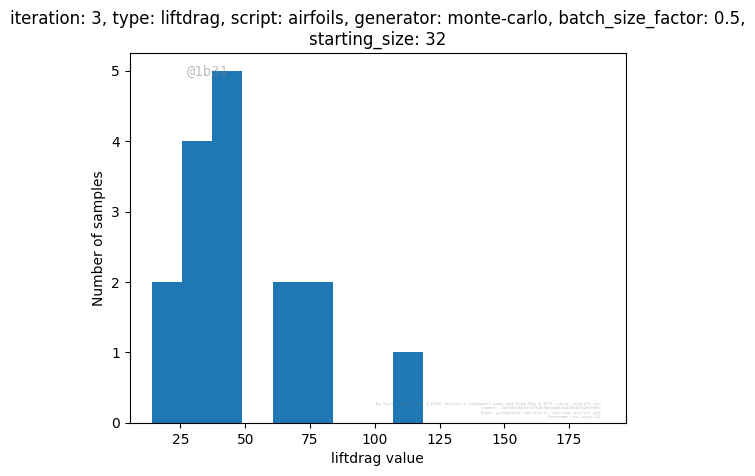 iteration: 3, type: liftdrag, script: airfoils, generator: monte-carlo, batch_size_factor: 0.5,
starting_size: 32
@1b31
5
4
3
2
1
0
Number of samples
25 50 75 100 125 150 175
liftdrag value